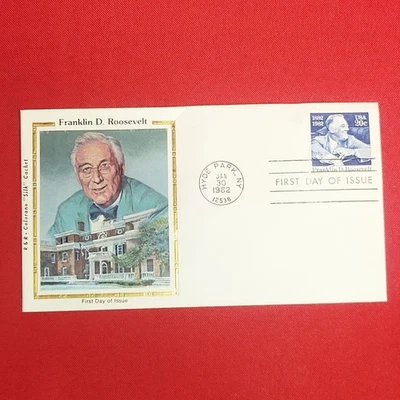 Franklin D. Roosevelt
R & R - Colorano "Silk" Cachet
First Day of Issue
HYDE PARK, NY
JAN
30
1982
12538
1882
1982
USA
20c
Franklin D. Roosevelt
FIRST DAY OF ISSUE